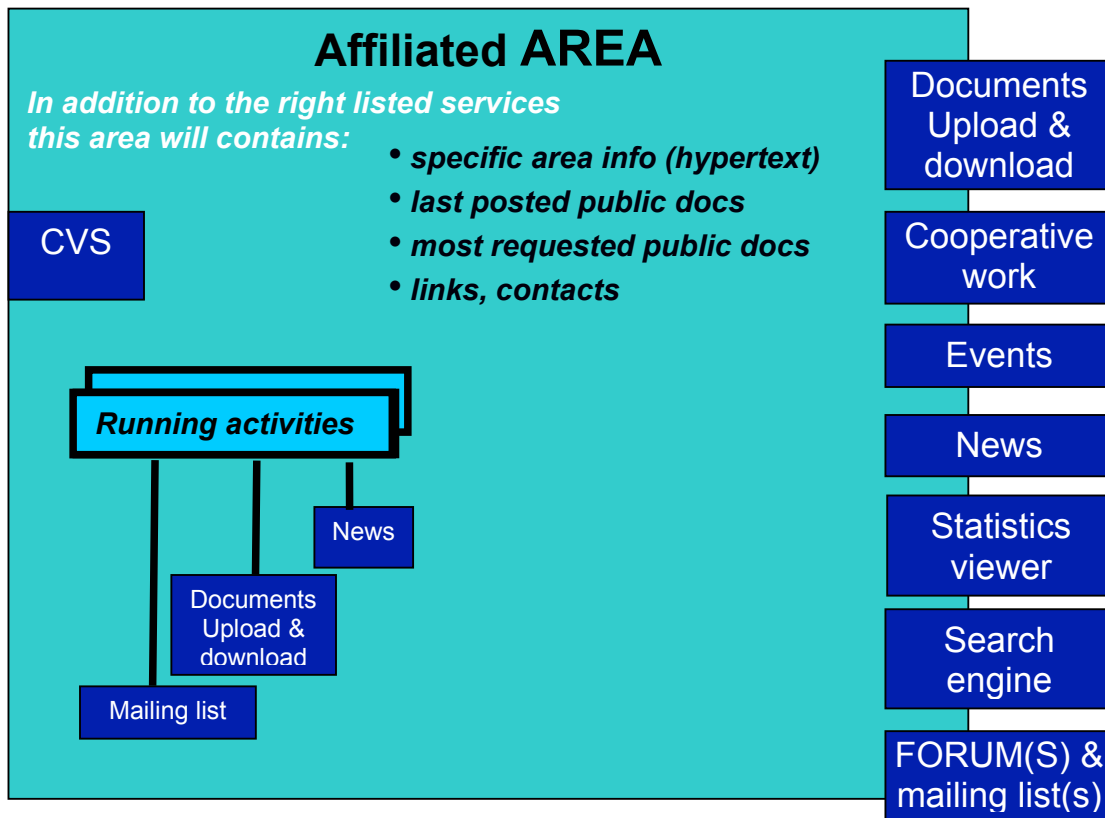 Affiliated AREA
In addition to the right listed services
this area will contains:
• specific area info (hypertext)
• last posted public docs
• most requested public docs
• links, contacts
CVS
Running activities
News
Documents
Upload &
download
Mailing list
Documents
Upload &
download
Cooperative
work
Events
News
Statistics
viewer
Search
engine
FORUM(S) &
mailing list(s)